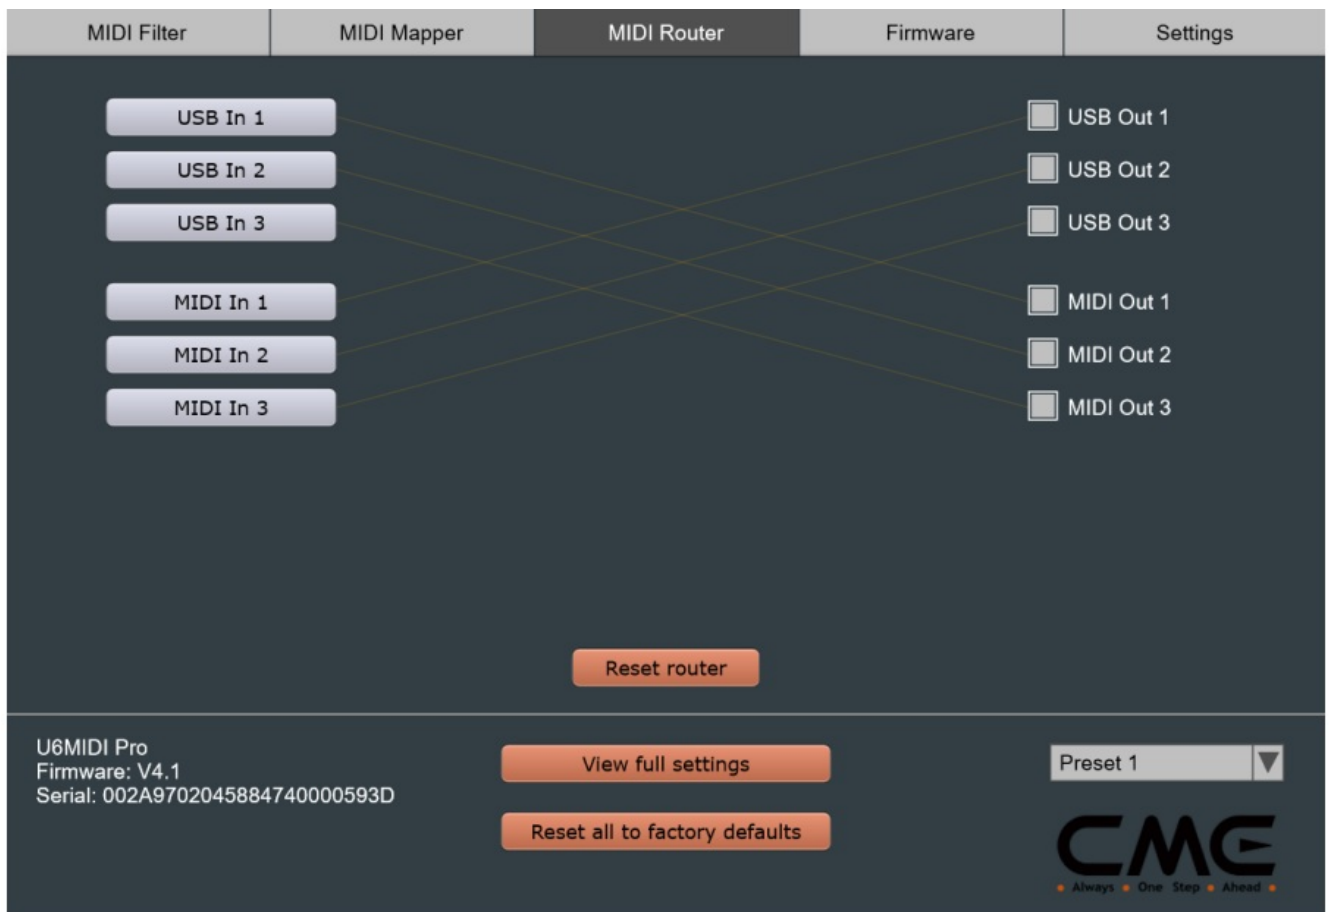 MIDI Filter
MIDI Mapper
MIDI Router
Firmware
Settings
USB In 1
USB Out 1
USB In 2
USB Out 2
USB In 3
USB Out 3
MIDI In 1
MIDI Out 1
MIDI In 2
MIDI Out 2
MIDI In 3
MIDI Out 3
Reset router
U6MIDI Pro
Firmware: V4.1
Serial: 002A9702045884740000593D
View full settings
Reset all to factory defaults
Preset 1
CME
• Always • One Step • Ahead •